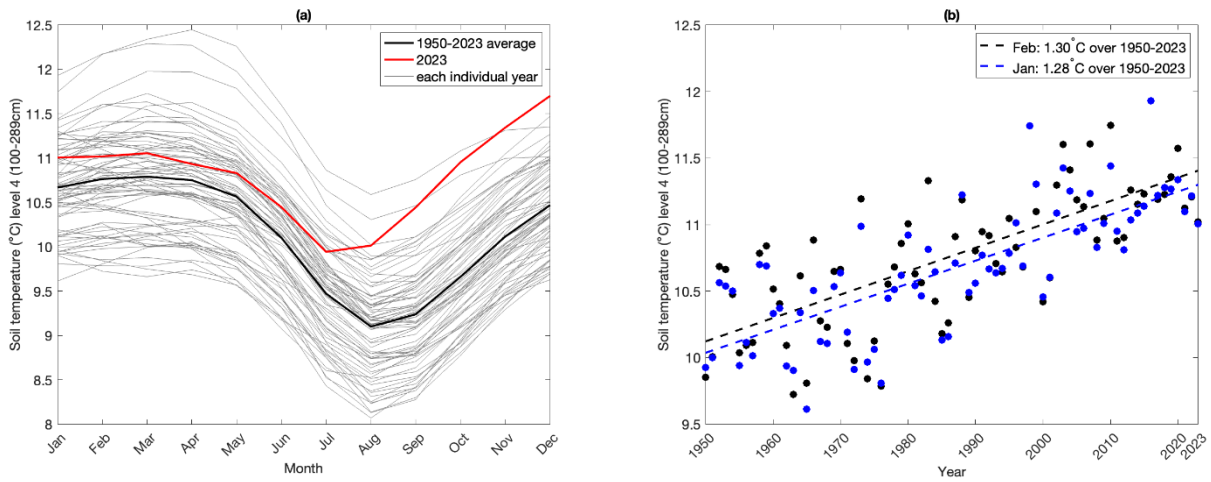 (a)
12.5
12
11.5
11
10.5
10
9.5
9
8.5
8
Soil temperature (°C) level 4 (100-289cm)
1950-2023 average
2023
each individual year
Jan
Feb
Mar
Apr
May
Jun
Jul
Aug
Sep
Oct
Nov
Dec
Month
(b)
12.5
12
11.5
11
10.5
10
9.5
Soil temperature (°C) level 4 (100-289cm)
Feb: 1.30°C over 1950-2023
Jan: 1.28°C over 1950-2023
1950
1960
1970
1980
1990
2000
2010
2020
2023
Year